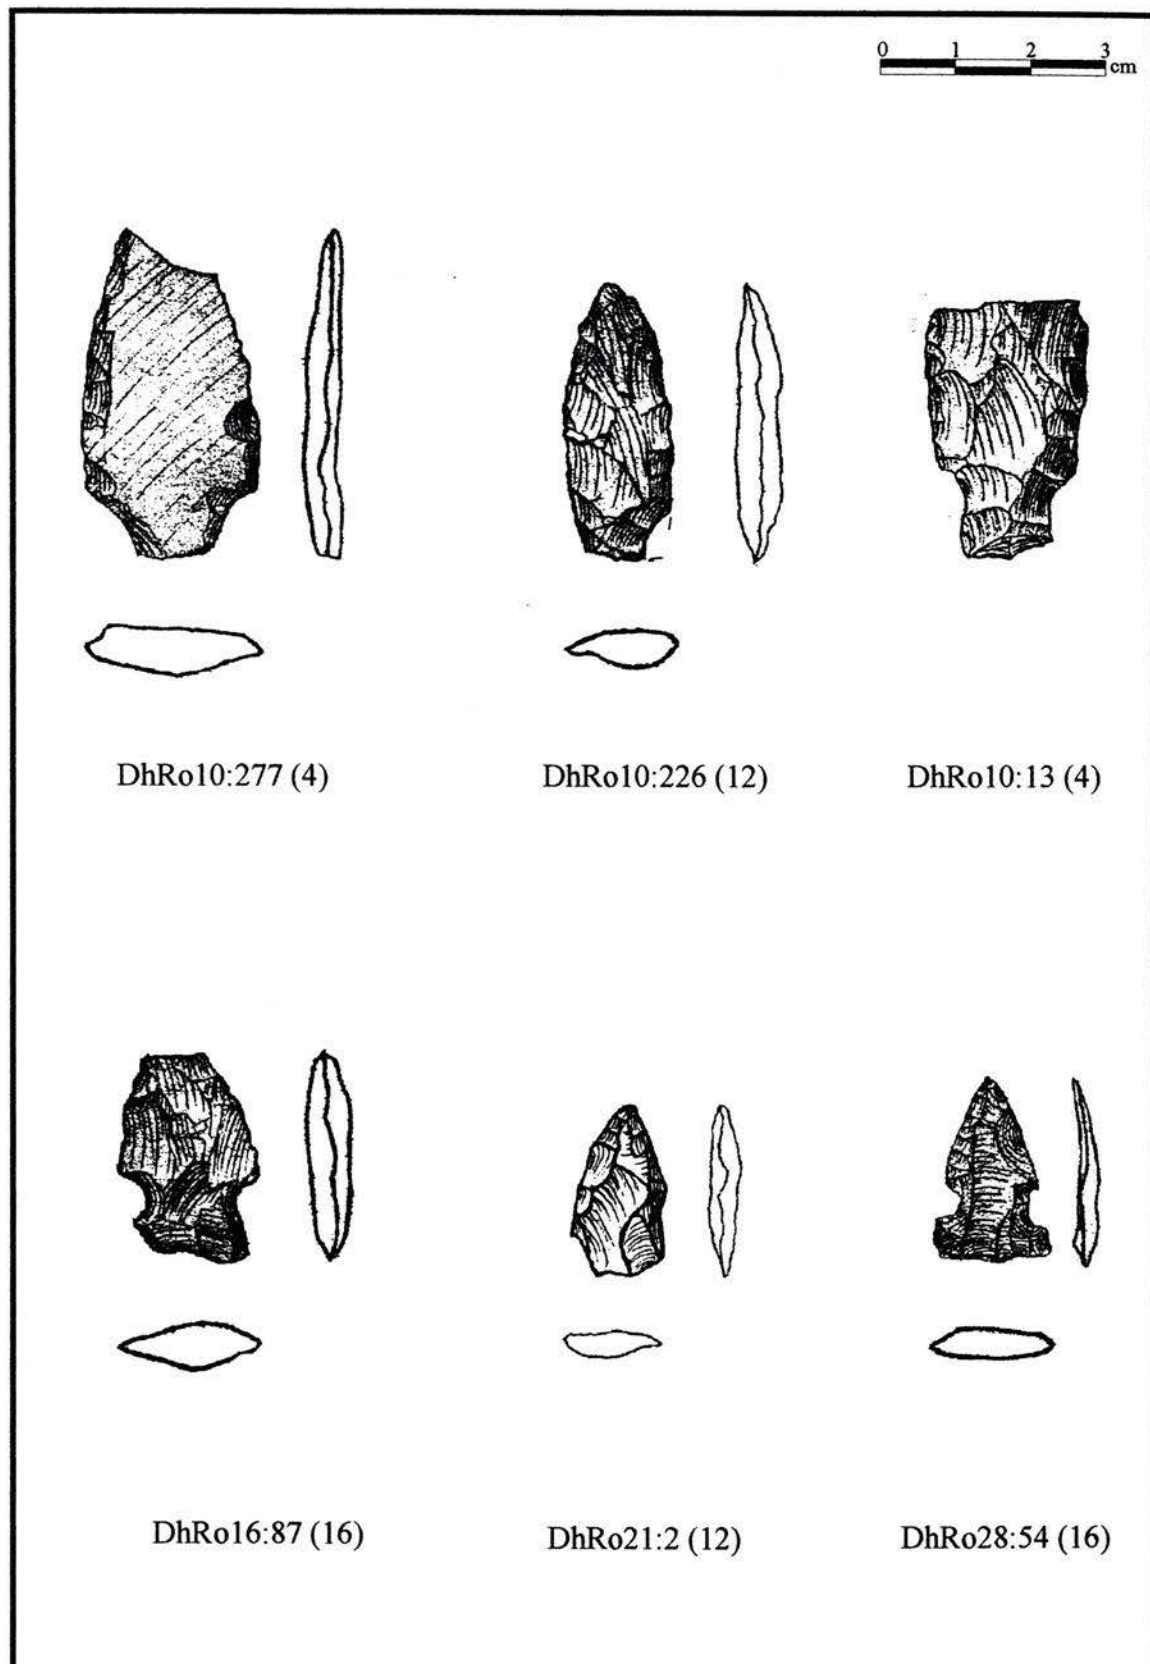 0 1 2 3
cm
DhRo10:277 (4) DhRo10:226 (12) DhRo10:13 (4)
DhRo16:87 (16) DhRo21:2 (12) DhRo28:54 (16)